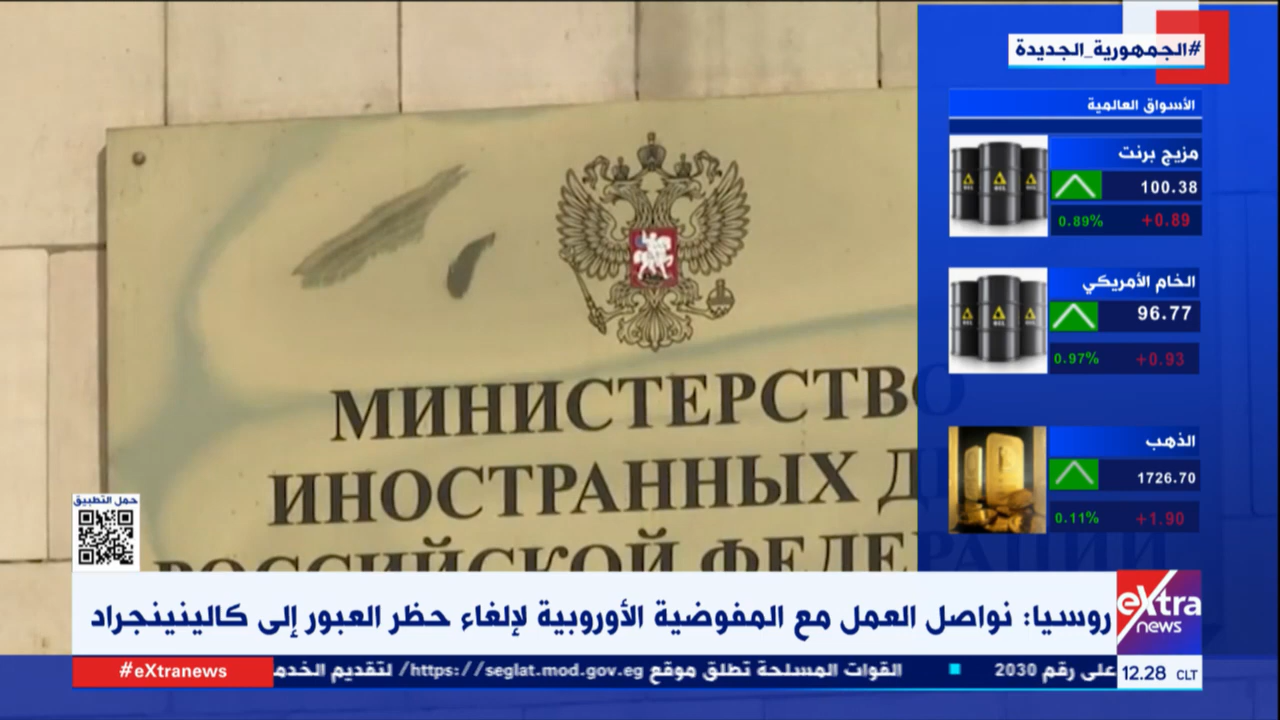 #الجمهورية_الجديدة
الأسواق العالمية
مزيج برنت
100.38
0.89% +0.89
الخام الأمريكي
96.77
0.97% +0.93
الذهب
1726.70
0.11% +1.90
МИНИСТЕРСТВО
ИНОСТРАННЫХ Д
РОССИЙСКОЙ ФЕДЕРАЦИИ
حمل التطبيق
روسيا: نواصل العمل مع المفوضية الأوروبية لإلغاء حظر العبور إلى كالينينجراد
eXtra
news
#eXtranews
على رقم 2030 القوات المسلحة تطلق موقع https://seglat.mod.gov.eg/ لتقديم الخدم
12.28 CLT